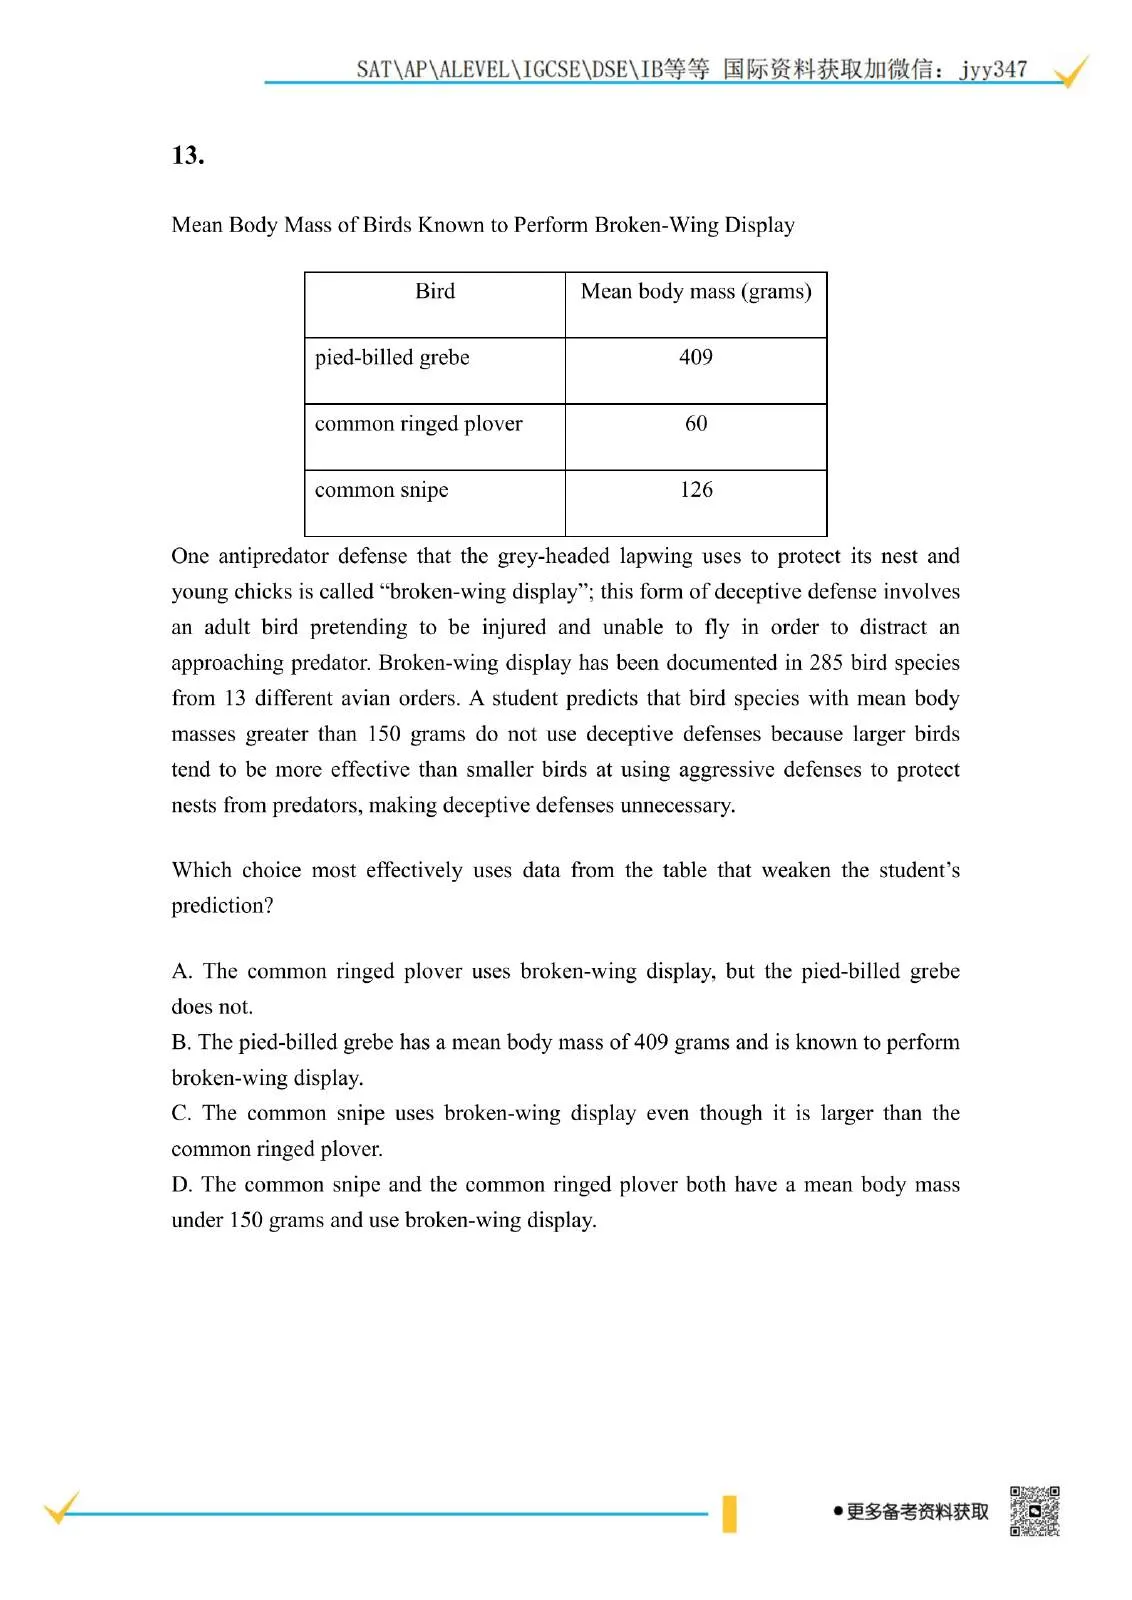 SAT\AP\ALEVEL\IGCSE\DSE\IB等等 国际资料获取加微信：jyy347
13.
Mean Body Mass of Birds Known to Perform Broken-Wing Display
Bird Mean body mass (grams)
pied-billed grebe 409
common ringed plover 60
common snipe 126
One antipredator defense that the grey-headed lapwing uses to protect its nest and
young chicks is called “broken-wing display”; this form of deceptive defense involves
an adult bird pretending to be injured and unable to fly in order to distract an
approaching predator. Broken-wing display has been documented in 285 bird species
from 13 different avian orders. A student predicts that bird species with mean body
masses greater than 150 grams do not use deceptive defenses because larger birds
tend to be more effective than smaller birds at using aggressive defenses to protect
nests from predators, making deceptive defenses unnecessary.
Which choice most effectively uses data from the table that weaken the student’s
prediction?
A. The common ringed plover uses broken-wing display, but the pied-billed grebe
does not.
B. The pied-billed grebe has a mean body mass of 409 grams and is known to perform
broken-wing display.
C. The common snipe uses broken-wing display even though it is larger than the
common ringed plover.
D. The common snipe and the common ringed plover both have a mean body mass
under 150 grams and use broken-wing display.
●更多备考资料获取